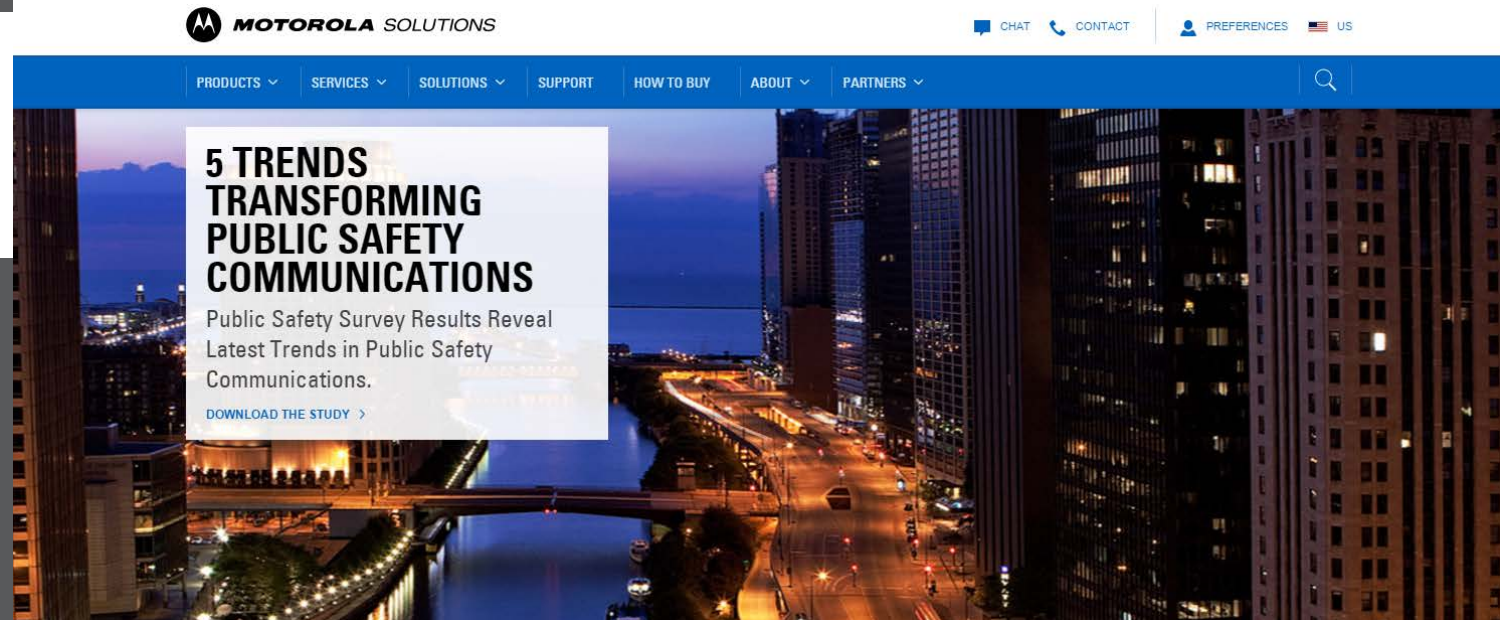 MOTOROLA SOLUTIONS
CHAT CONTACT PREFERENCES US
PRODUCTS SERVICES SOLUTIONS SUPPORT HOW TO BUY ABOUT PARTNERS
5 TRENDS
TRANSFORMING
PUBLIC SAFETY
COMMUNICATIONS
Public Safety Survey Results Reveal
Latest Trends in Public Safety
Communications.
DOWNLOAD THE STUDY